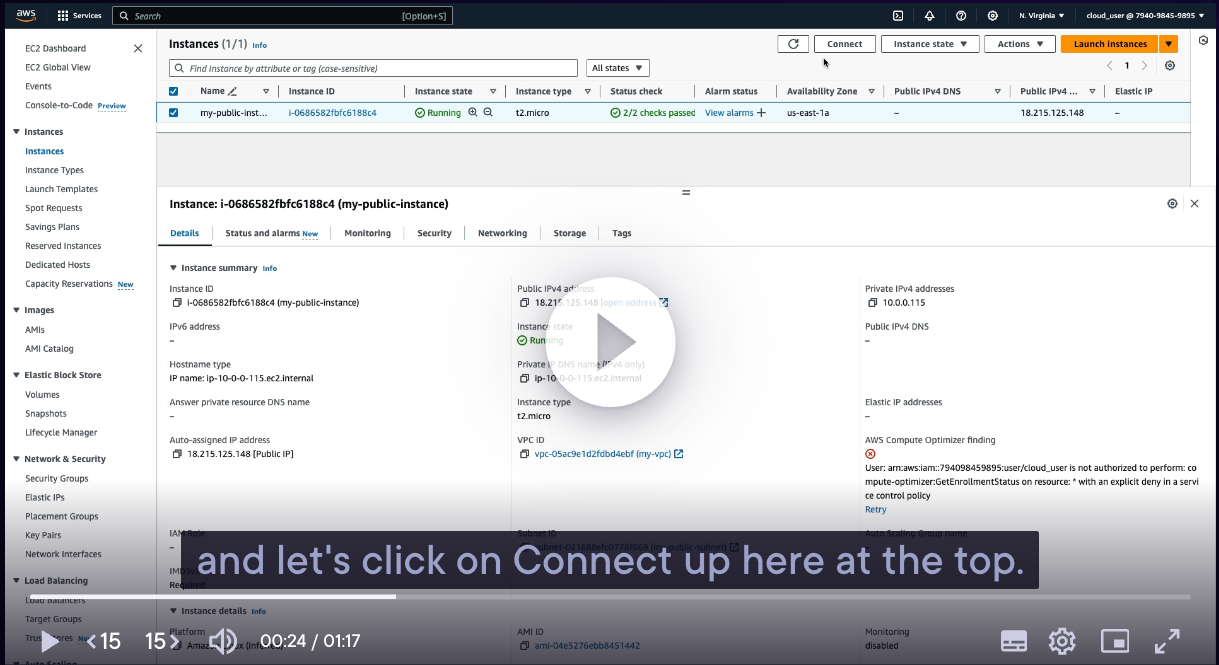 aws
Services
Search
[Option+S]
N. Virginia
cloud_user @ 7940-9845-9895
EC2 Dashboard
EC2 Global View
Events
Console-to-Code Preview
Instances
Instances
Instance Types
Launch Templates
Spot Requests
Savings Plans
Reserved Instances
Dedicated Hosts
Capacity Reservations New
Images
AMIs
AMI Catalog
Elastic Block Store
Volumes
Snapshots
Lifecycle Manager
Network & Security
Security Groups
Elastic IPs
Placement Groups
Key Pairs
Network Interfaces
Load Balancing
Load Balancers
Target Groups
Instances (1/1) Info
Connect
Instance state
Actions
Launch instances
Find Instance by attribute or tag (case-sensitive)
All states
1
Name
Instance ID
Instance state
Instance type
Status check
Alarm status
Availability Zone
Public IPv4 DNS
Public IPv4 ...
Elastic IP
my-public-inst...
i-0686582fbfc6188c4
Running
t2.micro
2/2 checks passed
View alarms +
us-east-1a
–
18.215.125.148
–
Instance: i-0686582fbfc6188c4 (my-public-instance)
Details
Status and alarms New
Monitoring
Security
Networking
Storage
Tags
Instance summary Info
Instance ID
i-0686582fbfc6188c4 (my-public-instance)
Public IPv4 address
18.215.125.148 |open address
Private IPv4 addresses
10.0.0.115
IPv6 address
–
Instance state
Running
Public IPv4 DNS
–
Hostname type
IP name: ip-10-0-0-115.ec2.internal
Private IP DNS name (IPv4 only)
ip-10-0-0-115.ec2.internal
Answer private resource DNS name
–
Instance type
t2.micro
Elastic IP addresses
–
Auto-assigned IP address
18.215.125.148 [Public IP]
VPC ID
vpc-05ac9e1d2fdbd4ebf (my-vpc)
AWS Compute Optimizer finding
User: arn:aws:iam::794098459895:user/cloud_user is not authorized to perform: co
mpute-optimizer:GetEnrollmentStatus on resource: * with an explicit deny in a servi
ce control policy
Retry
IAM Role
–
Subnet ID
Auto Scaling Group name
and let's click on Connect up here at the top.
Required
Instance details Info
Platform
AMI ID
ami-04e5276ebb8451442
Monitoring
disabled
15
15
00:24 / 01:17